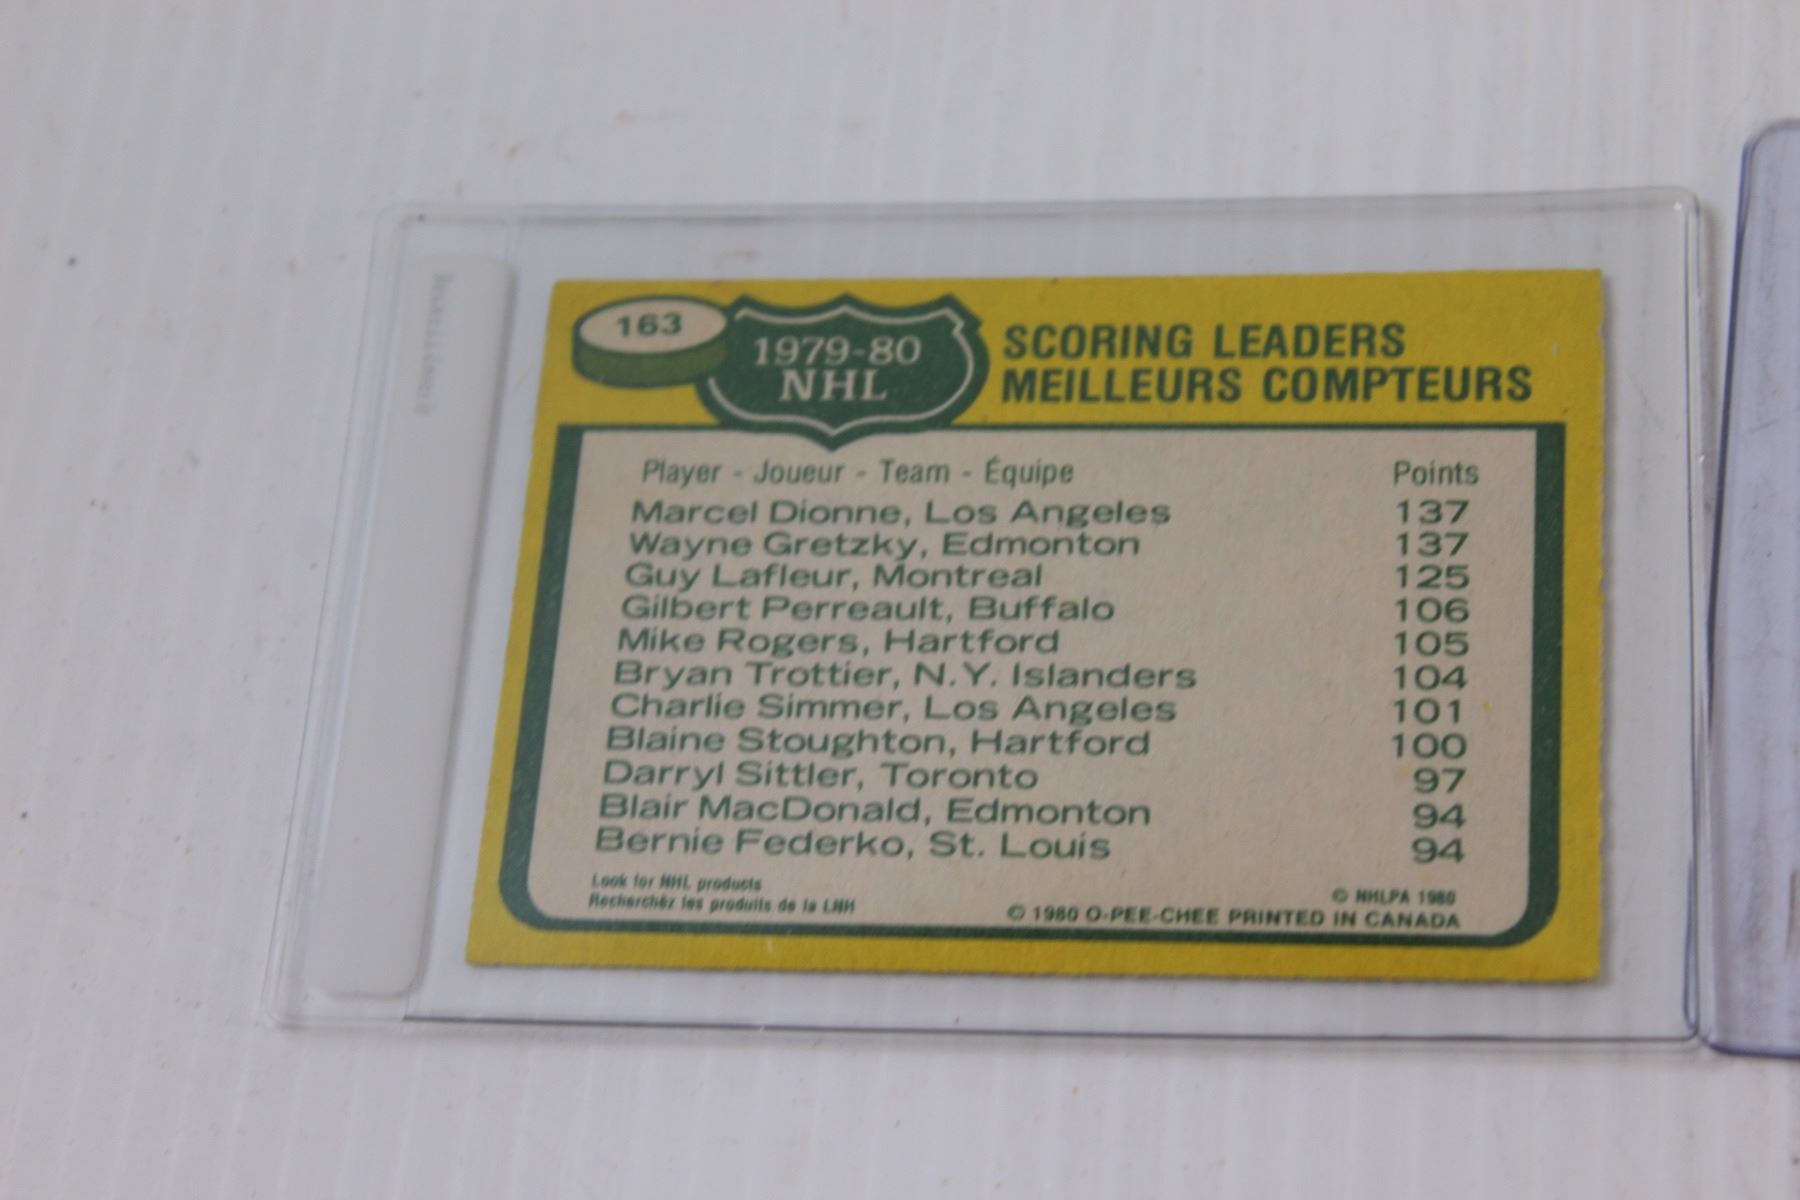 163
1979-80
NHL
SCORING LEADERS
MEILLEURS COMPTEURS
Player - Joueur - Team - Équipe Points
Marcel Dionne, Los Angeles 137
Wayne Gretzky, Edmonton 137
Guy Lafleur, Montreal 125
Gilbert Perreault, Buffalo 106
Mike Rogers, Hartford 105
Bryan Trottier, N.Y. Islanders 104
Charlie Simmer, Los Angeles 101
Blaine Stoughton, Hartford 100
Darryl Sittler, Toronto 97
Blair MacDonald, Edmonton 94
Bernie Federko, St. Louis 94
Look for NHL products
Recherchéz les produits de la LNH
© NHLPA 1980
© 1980 O-PEE-CHEE PRINTED IN CANADA